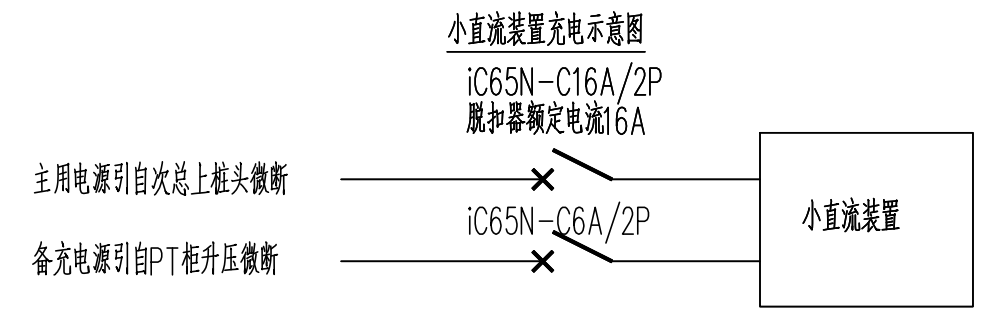 小直流装置充电示意图
iC65N-C16A/2P
脱扣器额定电流16A
主用电源引自次总上桩头微断
iC65N-C6A/2P
小直流装置
备充电源引自PT柜升压微断